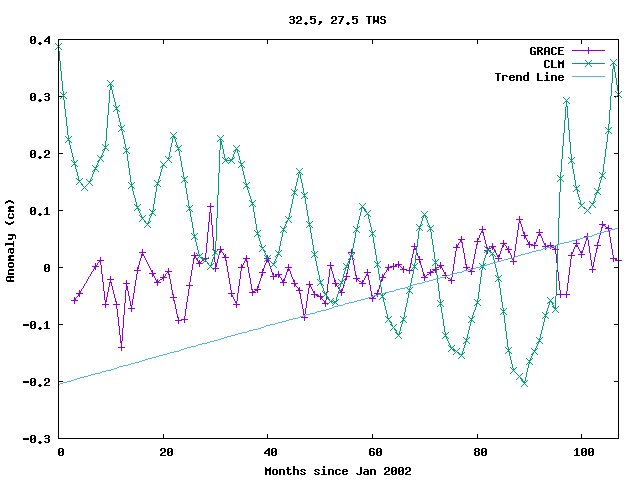 32.5, 27.5 TWS
GRACE
CLM
Trend Line
0.4
0.3
0.2
0.1
0
-0.1
-0.2
-0.3
Anomaly (cm)
0 20 40 60 80 100
Months since Jan 2002